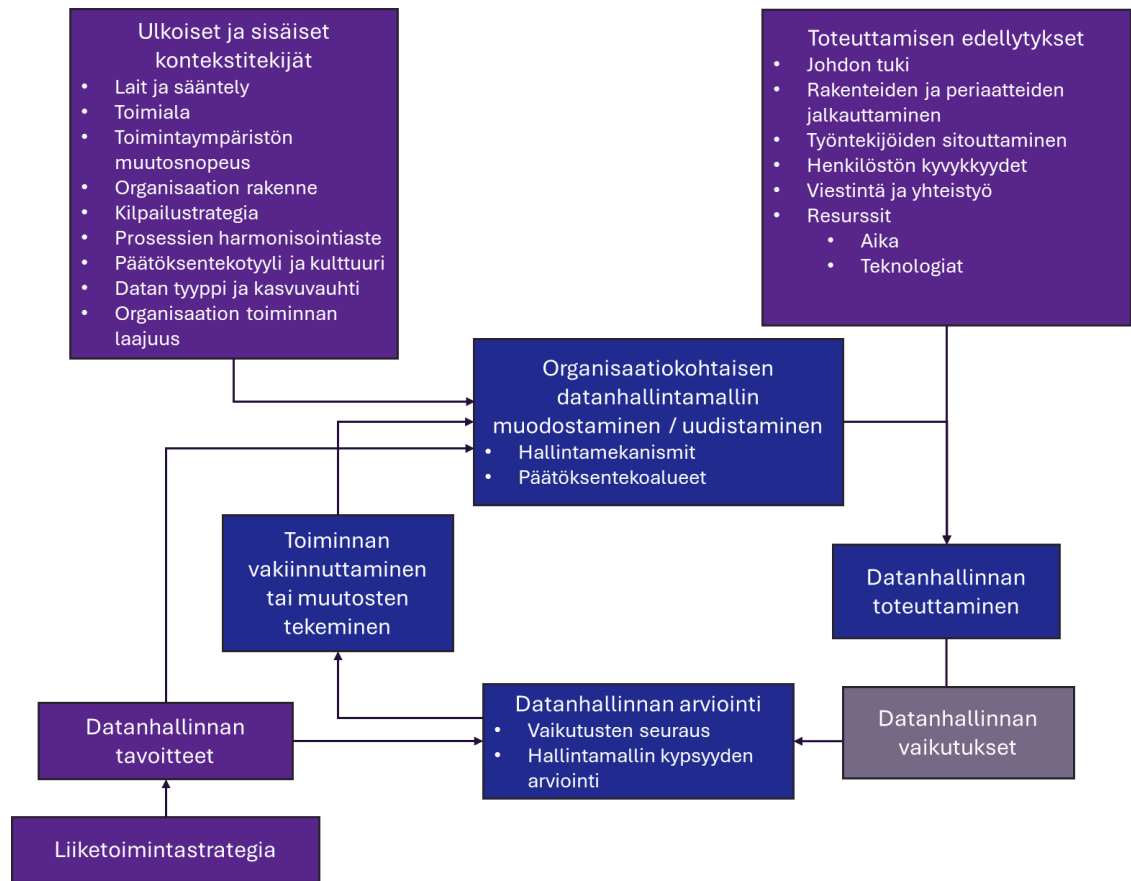 Ulkoiset ja sisäiset
kontekstitekijät
• Lait ja sääntely
• Toimiala
• Toimintaympäristön
muutosnopeus
• Organisaation rakenne
• Kilpailustrategia
• Prosessien harmonisointiaste
• Päätöksentekotyyli ja kulttuuri
• Datan tyyppi ja kasvuvauhti
• Organisaation toiminnan
laajuus
Toteuttamisen edellytykset
• Johdon tuki
• Rakenteiden ja periaatteiden
jalkauttaminen
• Työntekijöiden sitouttaminen
• Henkilöstön kyvykkyydet
• Viestintä ja yhteistyö
• Resurssit
• Aika
• Teknologiat
Organisaatiokohtaisen
datanhallintamallin
muodostaminen / uudistaminen
• Hallintamekanismit
• Päätöksentekoalueet
Toiminnan
vakiinnuttaminen
tai muutosten
tekeminen
Datanhallinnan
toteuttaminen
Datanhallinnan
tavoitteet
Datanhallinnan arviointi
• Vaikutusten seuraus
• Hallintamallin kypsyyden
arviointi
Datanhallinnan
vaikutukset
Liiketoimintastrategia